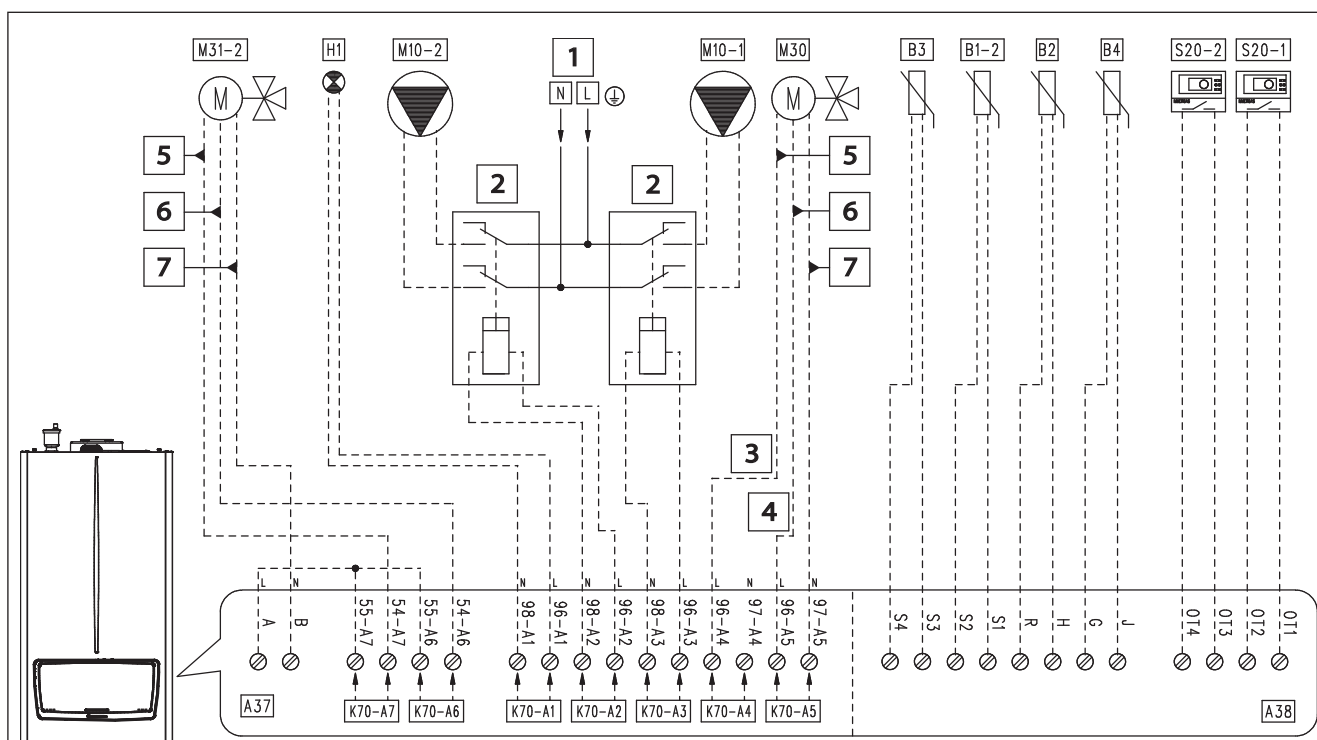 M31-2 H1 M10-2 1 M10-1 M30 B3 B1-2 B2 B4 S20-2 S20-1
N L
M M
5 5
2 2
6 6
7 7
3
4
L N N L N L N L L N L N
A B 55-A7 54-A7 55-A6 54-A6 98-A1 96-A1 98-A2 96-A2 98-A3 96-A3 96-A4 97-A4 96-A5 97-A5 S4 S3 S2 S1 R H G J OT4 OT3 OT2 OT1
A37 K70-A7 K70-A6 K70-A1 K70-A2 K70-A3 K70-A4 K70-A5 A38